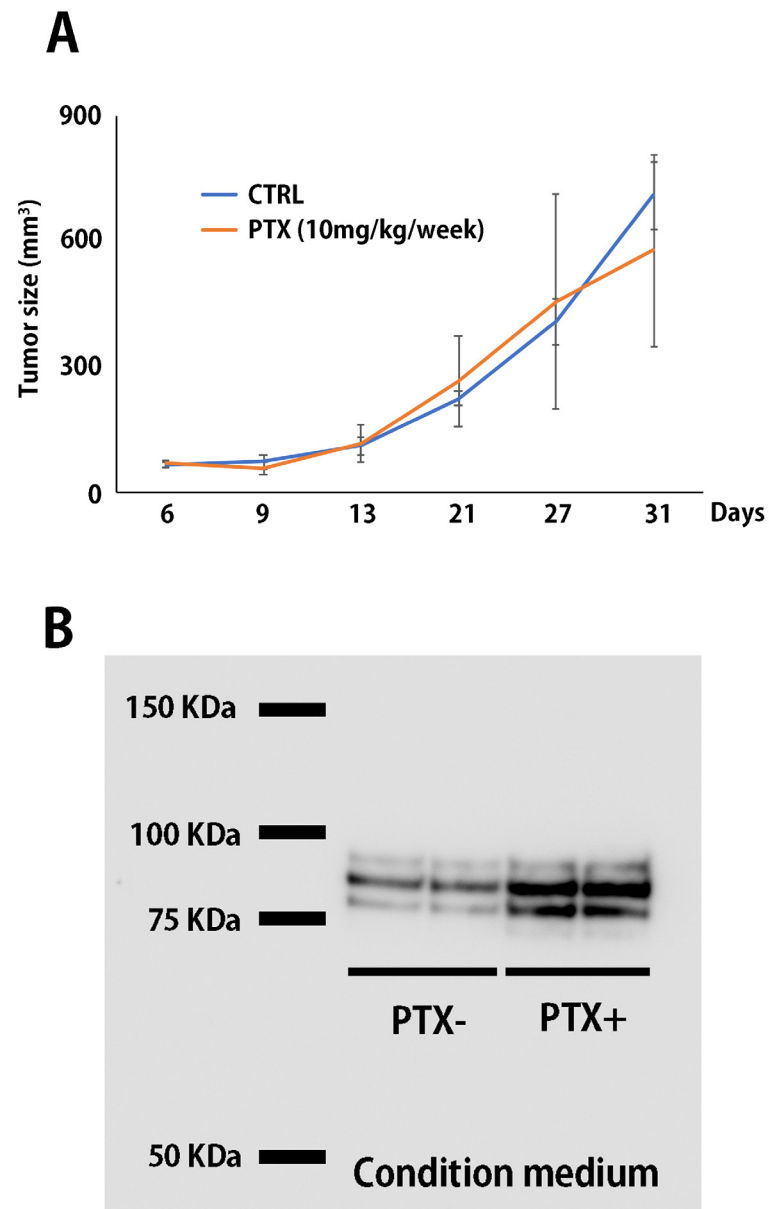 A
900
600
300
0
Tumor size (mm³)
CTRL
PTX (10mg/kg/week)
6 9 13 21 27 31 Days
B
150 KDa
100 KDa
75 KDa
PTX- PTX+
50 KDa
Condition medium